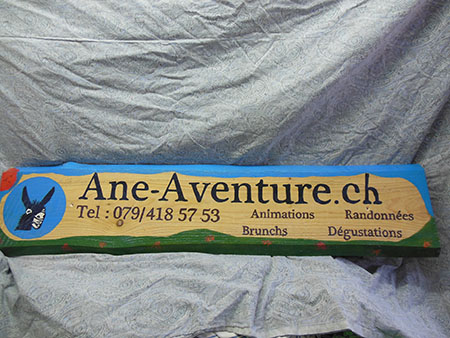 Ane-Aventure.ch
Tel : 079/418 57 53 Animations Randonnées
Brunchs Dégustations